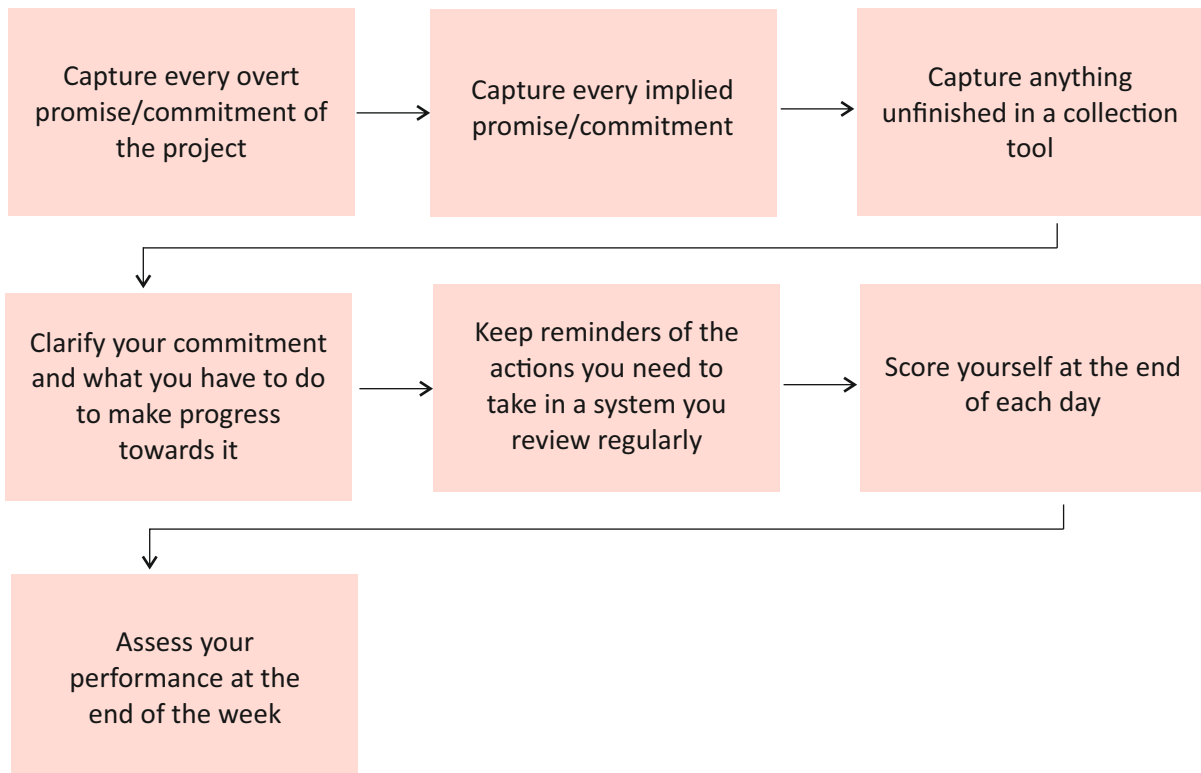 Capture every overt
promise/commitment of
the project
Capture every implied
promise/commitment
Capture anything
unfinished in a collection
tool
Clarify your commitment
and what you have to do
to make progress
towards it
Keep reminders of the
actions you need to
take in a system you
review regularly
Score yourself at the end
of each day
Assess your
performance at the
end of the week